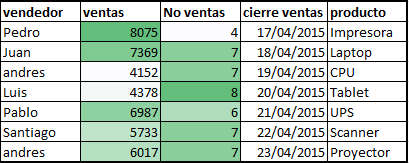 vendedor ventas No ventas cierre ventas producto
Pedro 8075 4 17/04/2015 Impresora
Juan 7369 7 18/04/2015 Laptop
andres 4152 7 19/04/2015 CPU
Luis 4378 8 20/04/2015 Tablet
Pablo 6987 6 21/04/2015 UPS
Santiago 5733 7 22/04/2015 Scanner
andres 6017 7 23/04/2015 Proyector